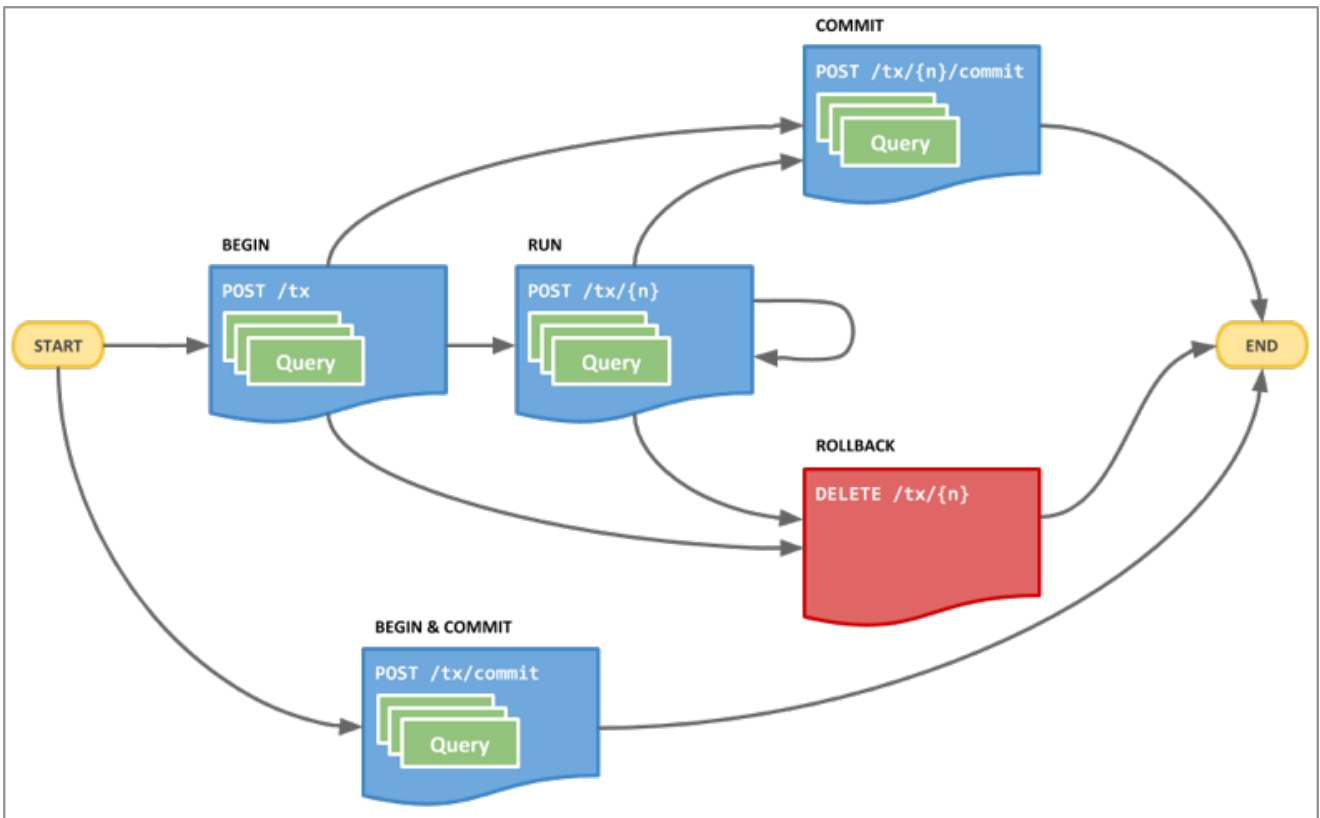 COMMIT
POST /tx/{n}/commit
Query
BEGIN
POST /tx
Query
RUN
POST /tx/{n}
Query
START
END
ROLLBACK
DELETE /tx/{n}
BEGIN & COMMIT
POST /tx/commit
Query